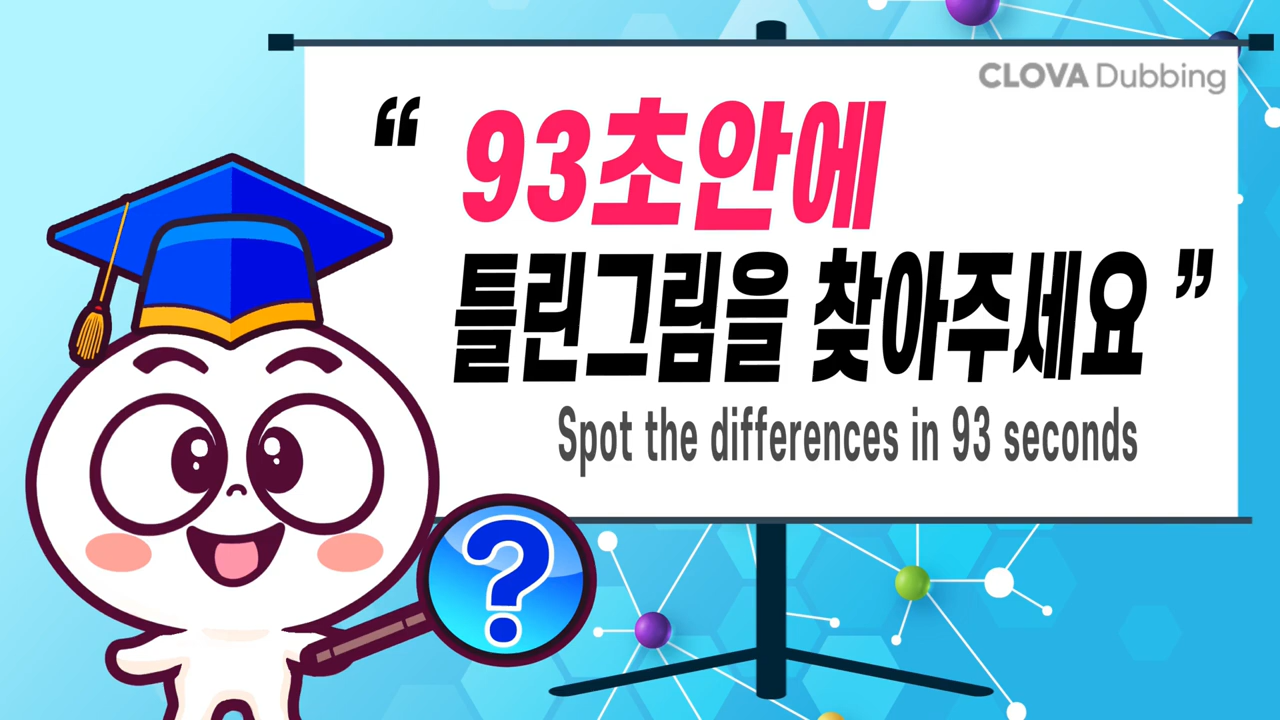 CLOVA Dubbing
“ 93초안에
틀린그림을 찾아주세요 ”
Spot the differences in 93 seconds
?